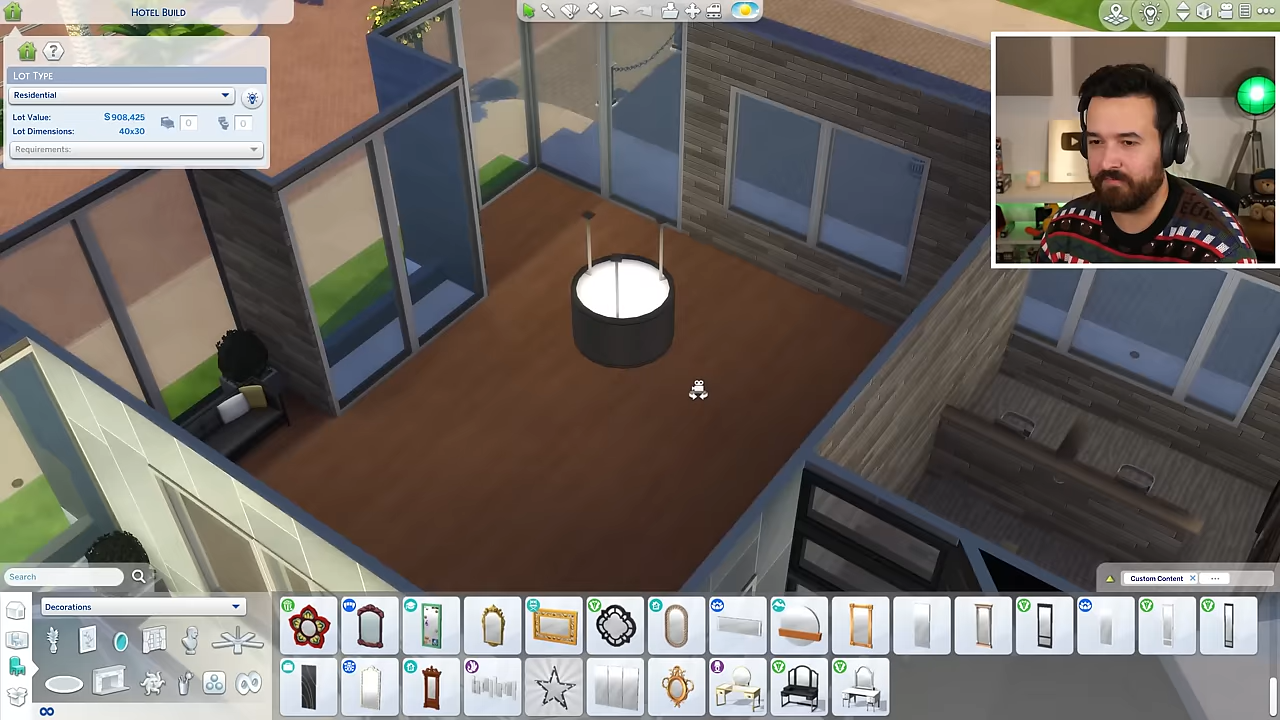 HOTEL BUILD
?
LOT TYPE
Residential
Lot Value: §908,425
0
0
Lot Dimensions: 40x30
Requirements:
Search
Decorations
Custom Content